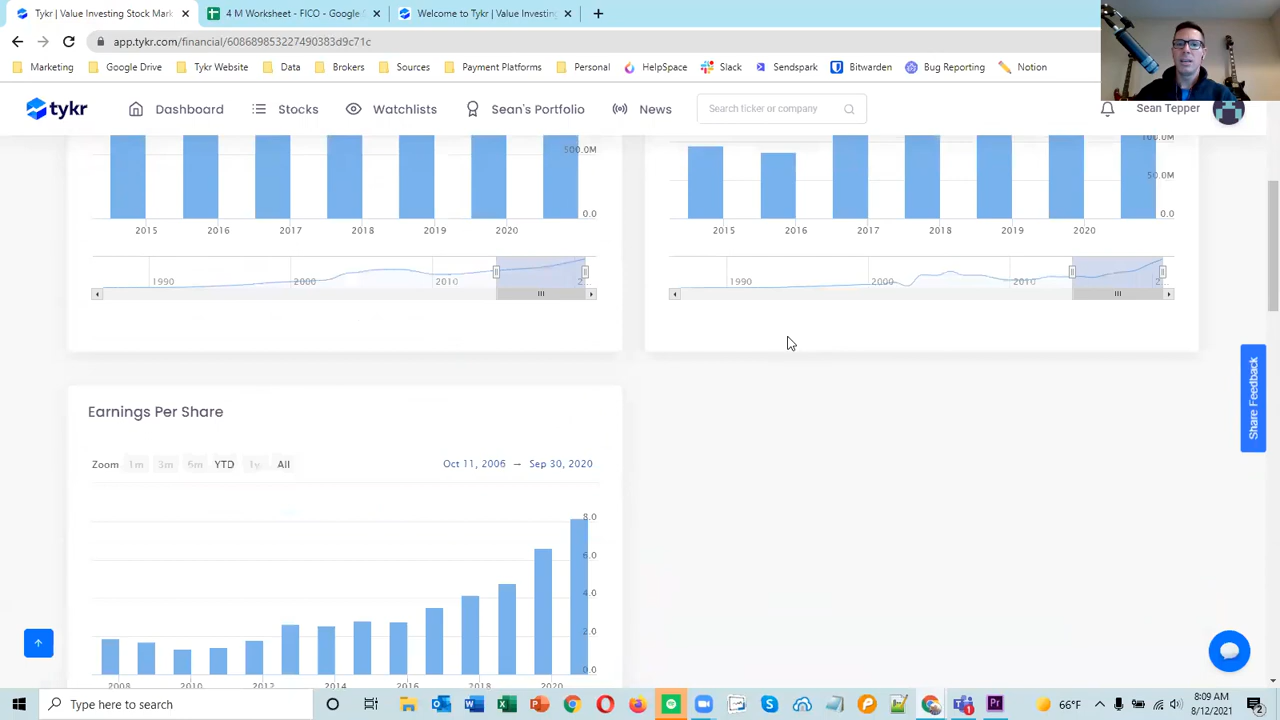 Tykr | Value Investing Stock Mark
4 M Worksheet - FICO - Google S
Welcome to Tykr | Value Investing
app.tykr.com/financial/608689853227490383d9c71c
Marketing Google Drive Tykr Website Data Brokers Sources Payment Platforms Personal HelpSpace Slack Sendspark Bitwarden Bug Reporting Notion
tykr Dashboard Stocks Watchlists Sean's Portfolio News Search ticker or company Sean Tepper
500.0M
0.0
2015 2016 2017 2018 2019 2020
1990 2000 2010 2...
100.0M
50.0M
0.0
2015 2016 2017 2018 2019 2020
1990 2000 2010 2...
Share Feedback
Earnings Per Share
Zoom 1m 3m 6m YTD 1y All Oct 11, 2006 → Sep 30, 2020
8.0
6.0
4.0
2.0
0.0
2008 2010 2012 2014 2016 2018 2020
Type here to search
66°F
8:09 AM
8/12/2021